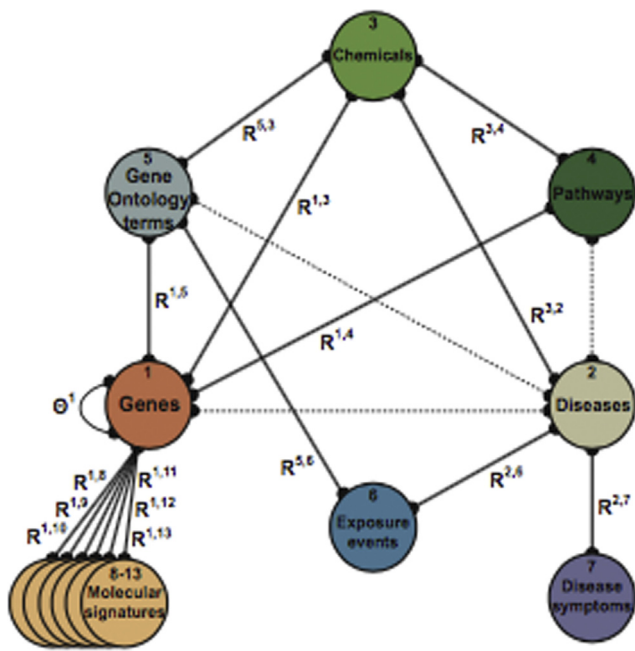 3
Chemicals
R5,3
R3,4
5
Gene
Ontology
terms
4
Pathways
R1,3
R1,5
R1,4
R3,2
1
Genes
Θ1
2
Diseases
R5,6
R2,6
R2,7
R1,8
R1,9
R1,10
R1,11
R1,12
R1,13
6
Exposure
events
8-13
Molecular
signatures
7
Disease
symptoms